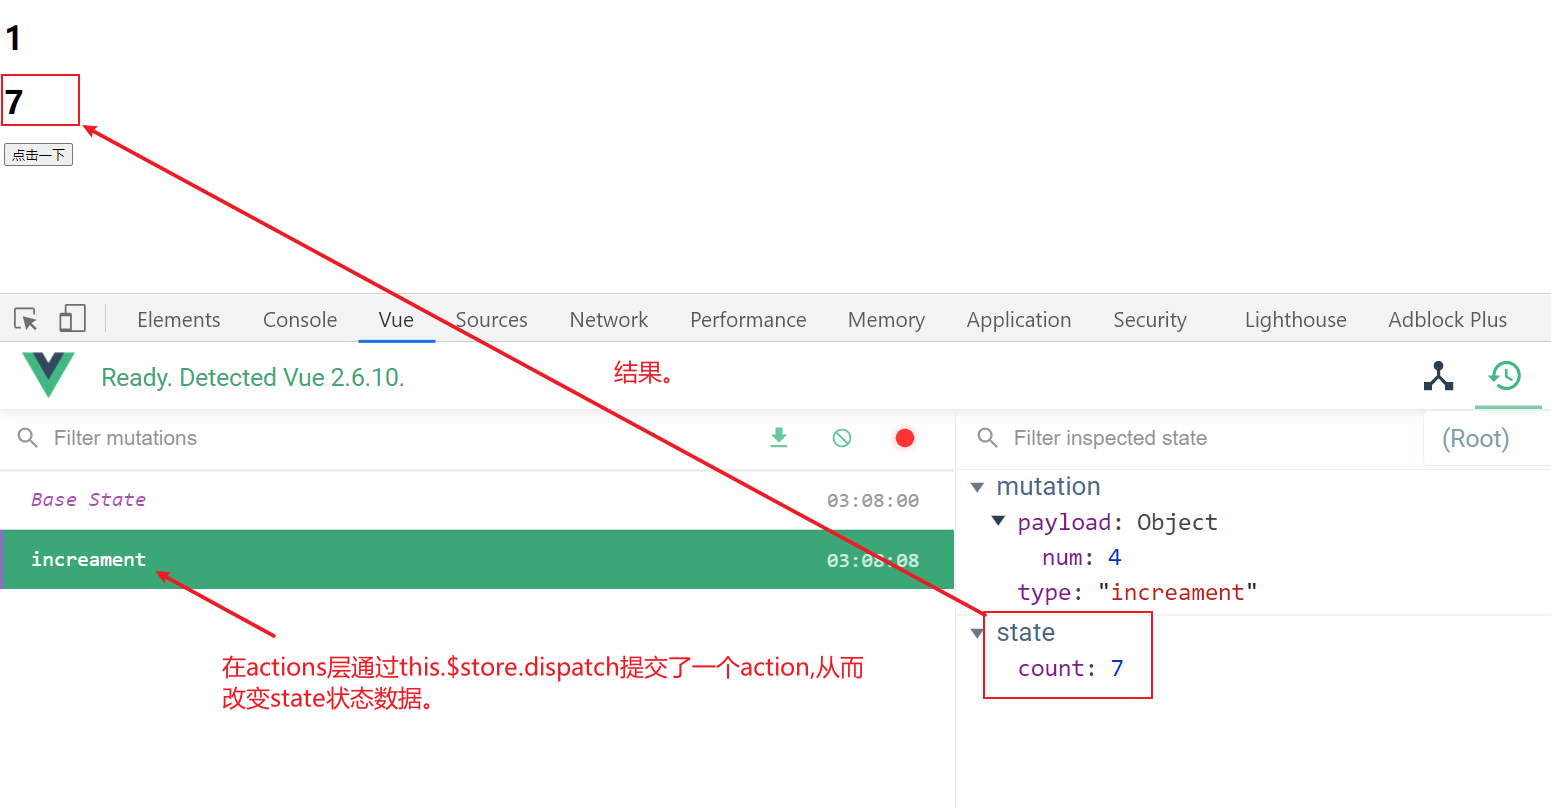 1
7
点击一下
Elements Console Vue Sources Network Performance Memory Application Security Lighthouse Adblock Plus
Ready. Detected Vue 2.6.10.
结果。
Filter mutations
Filter inspected state
(Root)
Base State 03:08:00
increament 03:08:08
mutation
payload: Object
num: 4
type: "increament"
state
count: 7
在actions层通过this.$store.dispatch提交了一个action,从而
改变state状态数据。